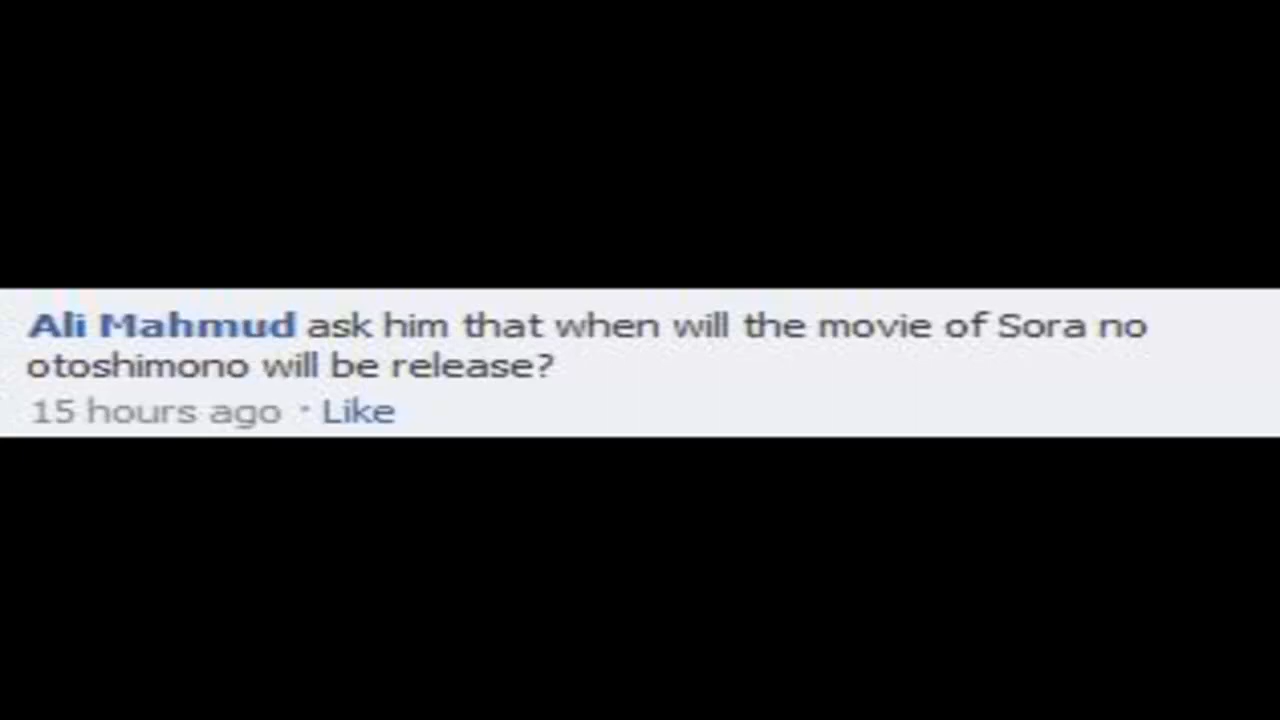 Ali Mahmud ask him that when will the movie of Sora no
otoshimono will be release?
15 hours ago · Like